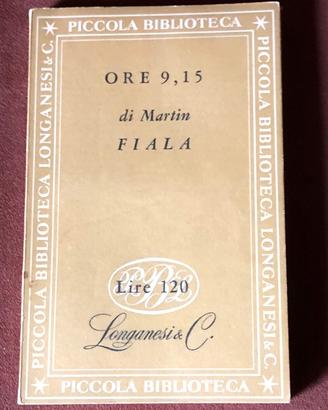 PICCOLA BIBLIOTECA
PICCOLA BIBLIOTECA LONGANESI & C.
PICCOLA BIBLIOTECA LONGANESI & C.
ORE 9,15
di Martin
FIALA
Lire 120
Longanesi & C.
PICCOLA BIBLIOTECA